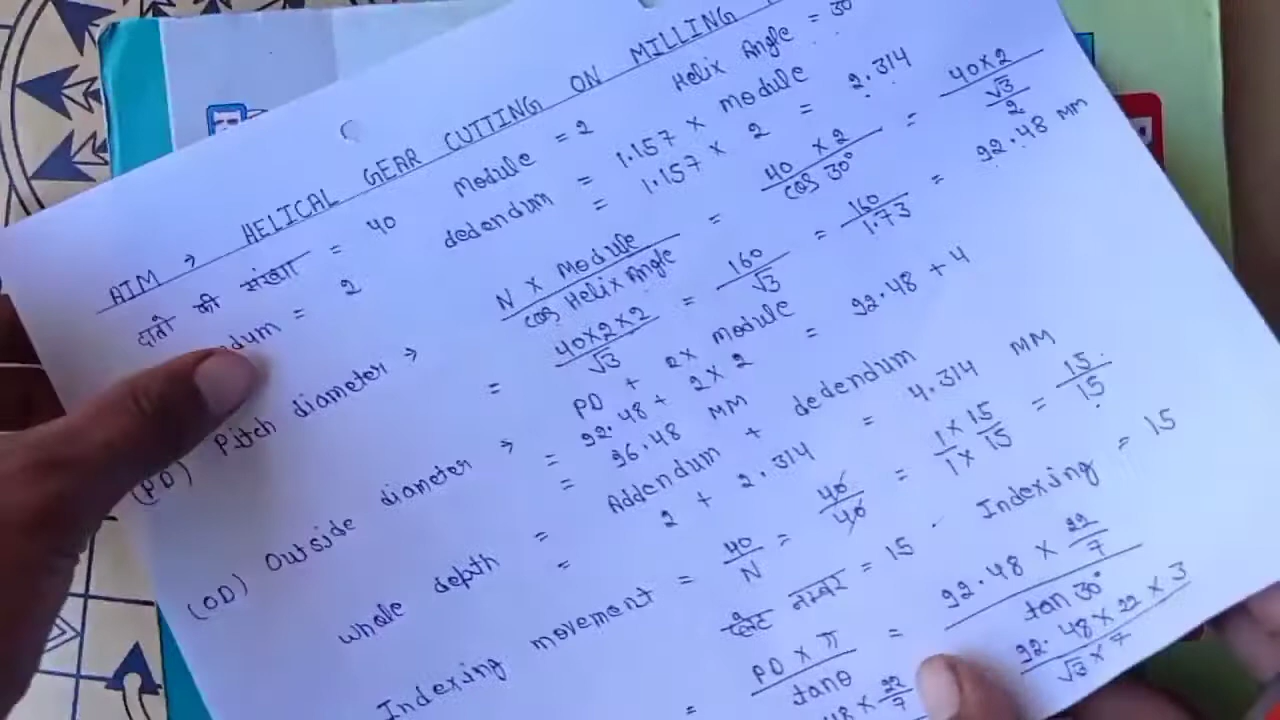 AIM → HELICAL GEAR CUTTING ON MILLING
दातो की संख्या = 40 Module = 2 Helix Angle = 30
dum = 2 dedendum = 1.157 × Module
= 1.157 × 2 = 2.314
(PD) Pitch diameter → N × Module / cos Helix Angle = 40 × 2 / cos 30° = 40×2 / √3/2
= 40×2×2 / √3 = 160 / √3 = 160 / 1.73 = 92.48 MM
(OD) Outside diameter → PD + 2× Module
= 92.48 + 2×2 = 92.48 + 4
= 96.48 MM
Whole depth = Addendum + dedendum
= 2 + 2.314 = 4.314 MM
Indexing movement = 40 / N = 40 / 40 = 1 × 15 / 1 × 15 = 15 / 15
प्लेट नम्बर = 15. Indexing = 15
= PD × π / tanθ = 92.48 × 22/7 / tan 30°
48 × 22/7 92.48 × 22 × 3 / √3 × 7